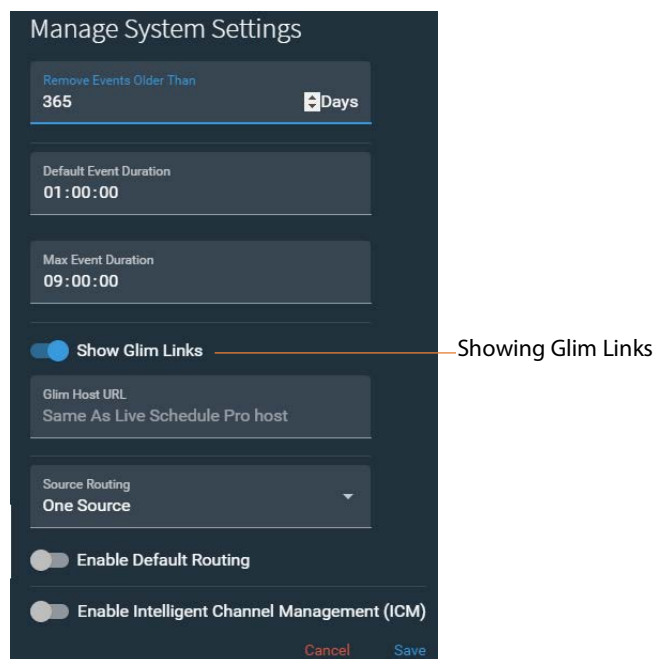 Manage System Settings
Remove Events Older Than
365 Days
Default Event Duration
01:00:00
Max Event Duration
09:00:00
Show Glim Links
Showing Glim Links
Glim Host URL
Same As Live Schedule Pro host
Source Routing
One Source
Enable Default Routing
Enable Intelligent Channel Management (ICM)
Cancel Save